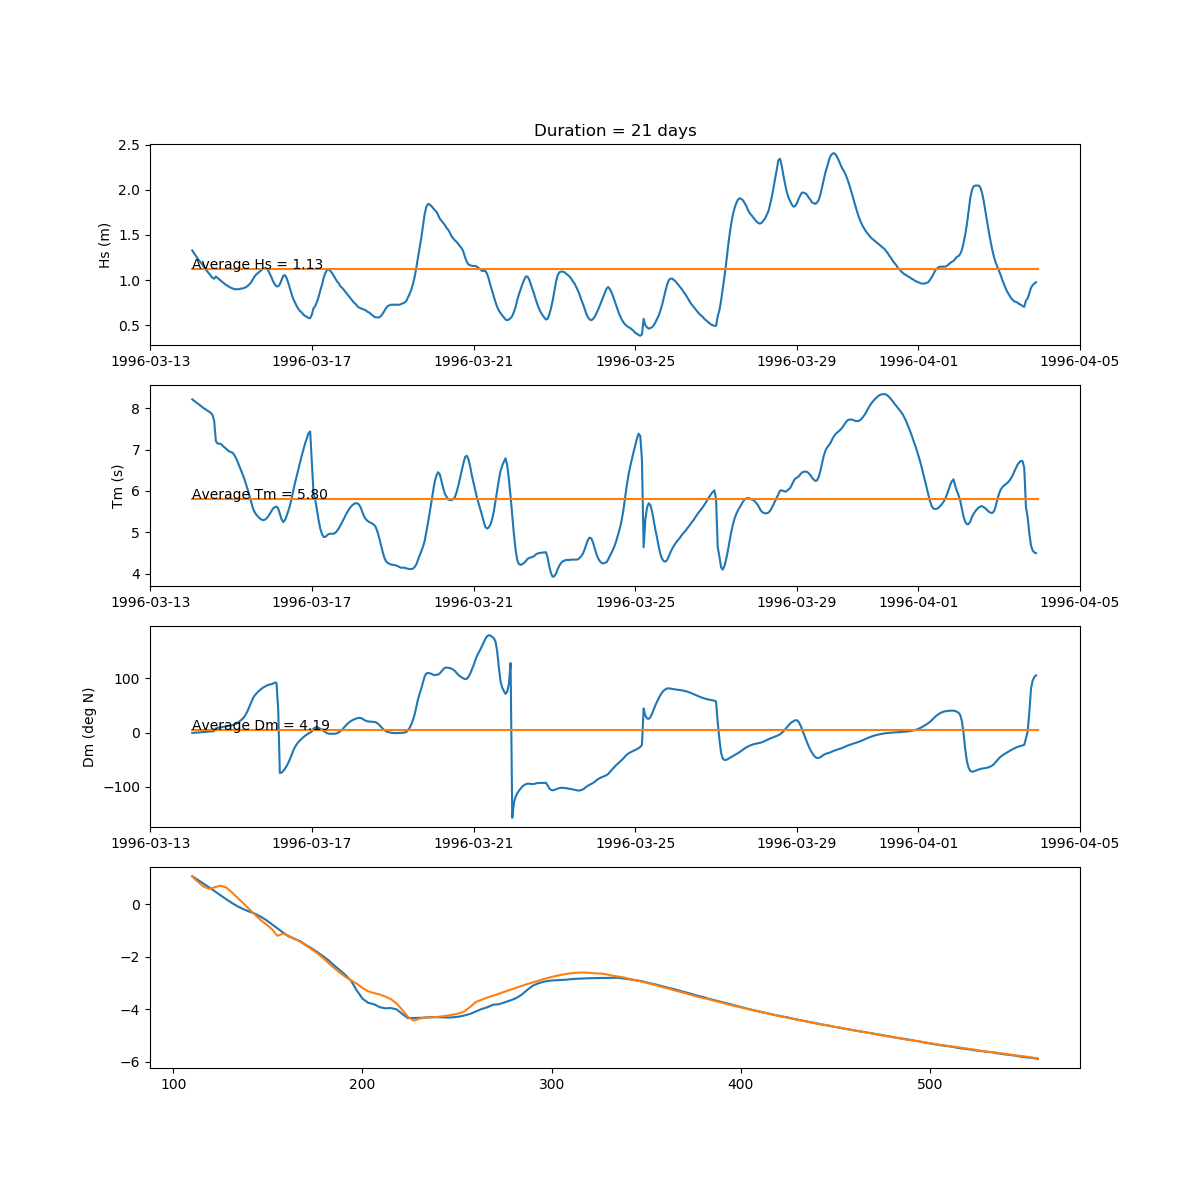 Duration = 21 days
2.5
2.0
1.5
1.0
0.5
Hs (m)
Average Hs = 1.13
1996-03-13 1996-03-17 1996-03-21 1996-03-25 1996-03-29 1996-04-01 1996-04-05
8
7
6
5
4
Tm (s)
Average Tm = 5.80
1996-03-13 1996-03-17 1996-03-21 1996-03-25 1996-03-29 1996-04-01 1996-04-05
100
0
−100
Dm (deg N)
Average Dm = 4.19
1996-03-13 1996-03-17 1996-03-21 1996-03-25 1996-03-29 1996-04-01 1996-04-05
0
−2
−4
−6
100 200 300 400 500